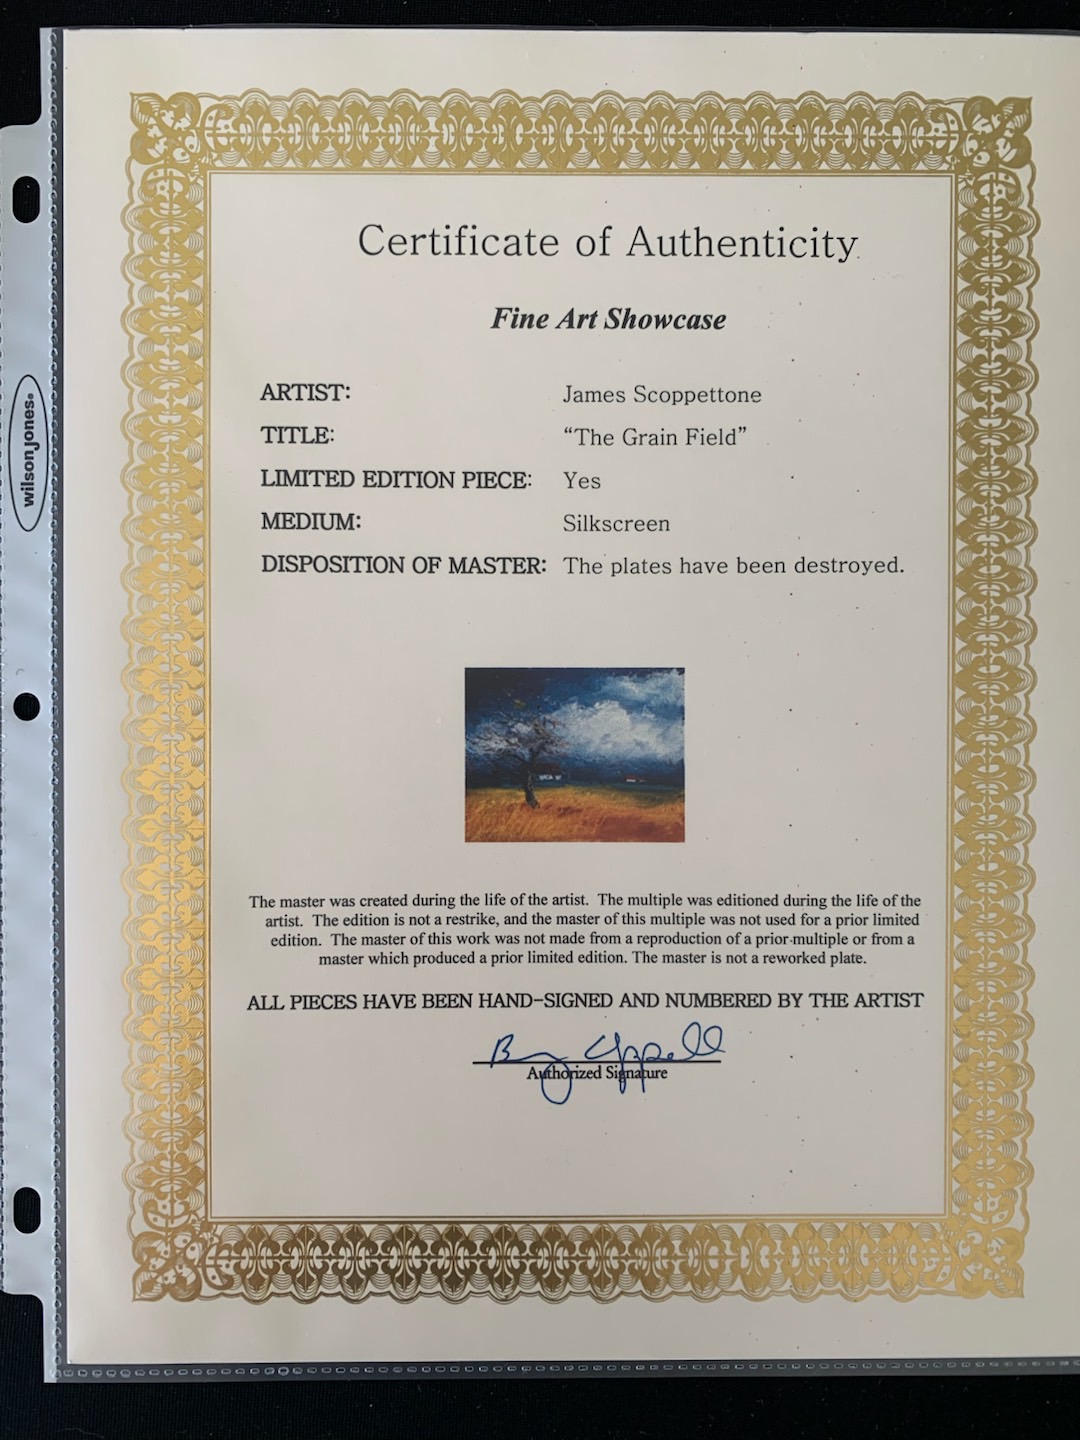 Certificate of Authenticity
Fine Art Showcase
ARTIST: James Scoppettone
TITLE: “The Grain Field”
LIMITED EDITION PIECE: Yes
MEDIUM: Silkscreen
DISPOSITION OF MASTER: The plates have been destroyed.
The master was created during the life of the artist. The multiple was editioned during the life of the
artist. The edition is not a restrike, and the master of this multiple was not used for a prior limited
edition. The master of this work was not made from a reproduction of a prior multiple or from a
master which produced a prior limited edition. The master is not a reworked plate.
ALL PIECES HAVE BEEN HAND-SIGNED AND NUMBERED BY THE ARTIST
Authorized Signature
wilsonjones®